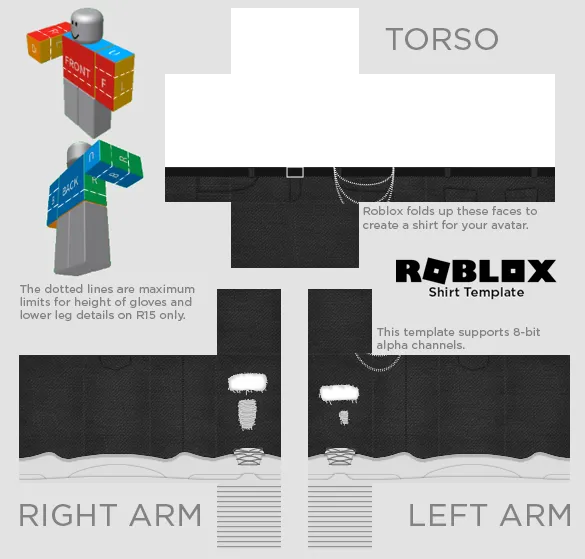 TORSO
FRONT
F
L
R
U
D
BACK
U
R
B
Roblox folds up these faces to
create a shirt for your avatar.
ROBLOX
Shirt Template
The dotted lines are maximum
limits for height of gloves and
lower leg details on R15 only.
This template supports 8-bit
alpha channels.
RIGHT ARM
LEFT ARM